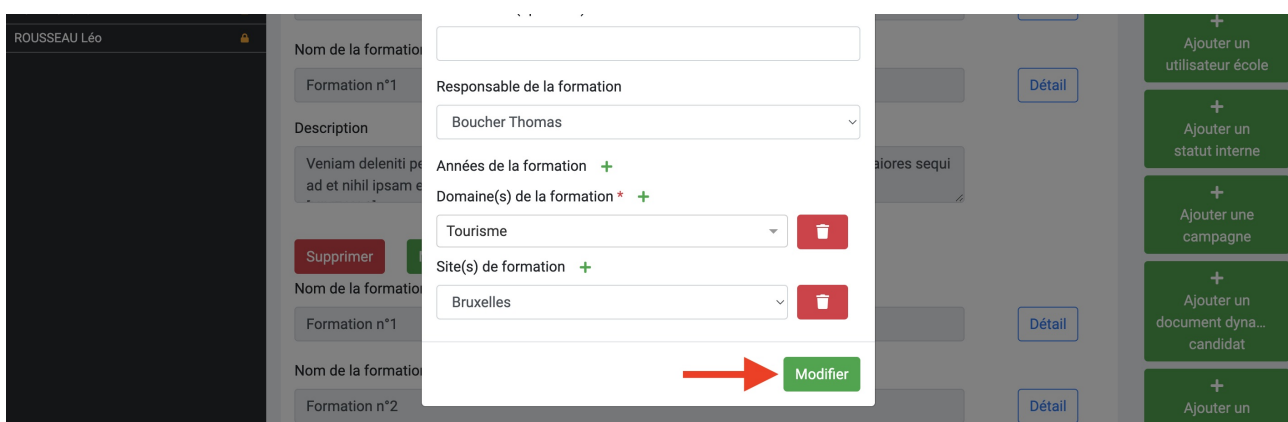 ROUSSEAU Léo
Nom de la formation
Formation n°1
Détail
Description
Veniam deleniti
aiores sequi
ad et nihil ipsam
Supprimer
Nom de la formation
Formation n°1
Détail
Nom de la formation
Formation n°2
Détail
Responsable de la formation
Boucher Thomas
Années de la formation +
Domaine(s) de la formation * +
Tourisme
Site(s) de formation +
Bruxelles
Modifier
+
Ajouter un
utilisateur école
+
Ajouter un
statut interne
+
Ajouter une
campagne
+
Ajouter un
document dyna...
candidat
+
Ajouter un